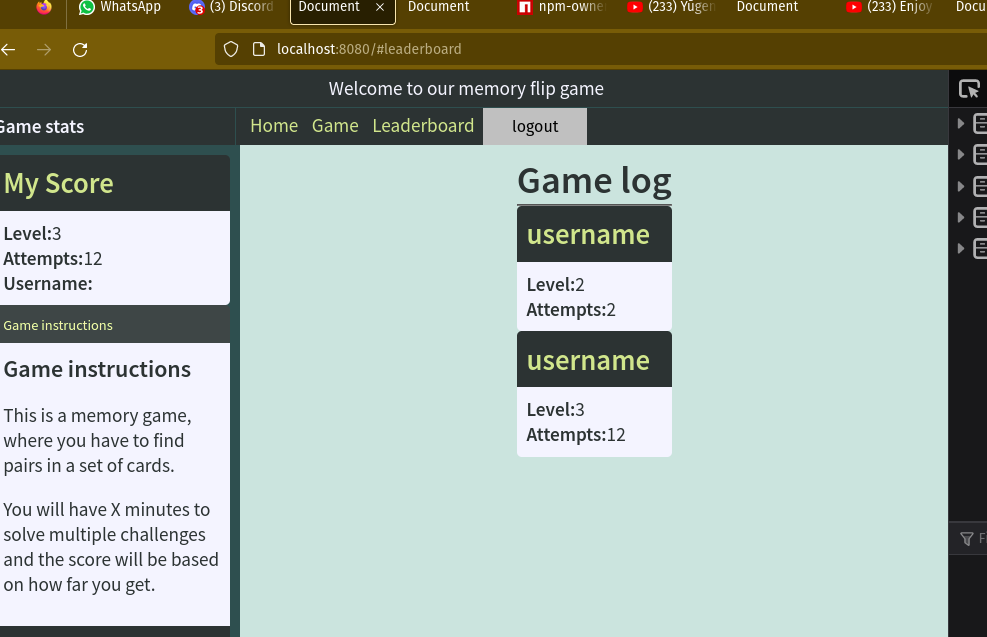 WhatsApp
(3) Discord
Document
Document
npm-owne
(233) Yūgen
Document
(233) Enjoy
Docu
localhost:8080/#leaderboard
Welcome to our memory flip game
Game stats
Home
Game
Leaderboard
logout
My Score
Level:3
Attempts:12
Username:
Game instructions
Game instructions
This is a memory game,
where you have to find
pairs in a set of cards.
You will have X minutes to
solve multiple challenges
and the score will be based
on how far you get.
Game log
username
Level:2
Attempts:2
username
Level:3
Attempts:12